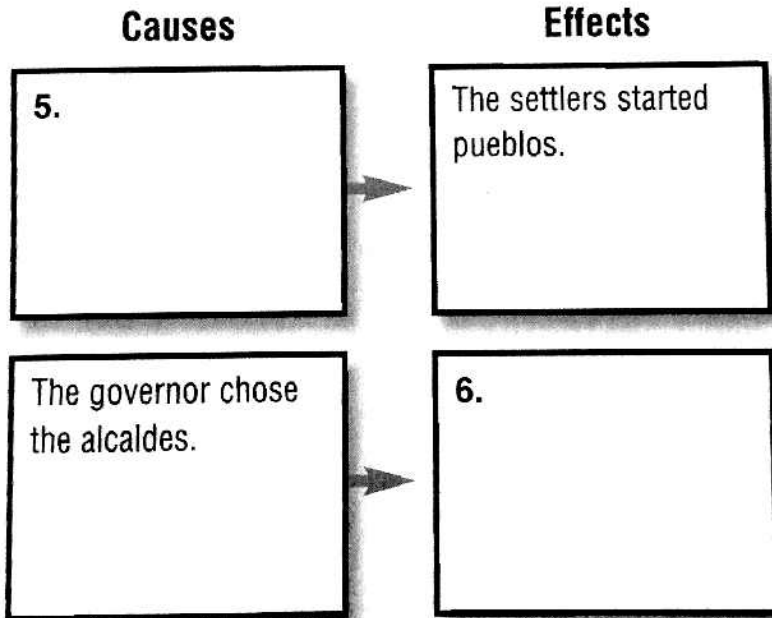 Causes
Effects
5.
The settlers started
pueblos.
The governor chose
the alcaldes.
6.